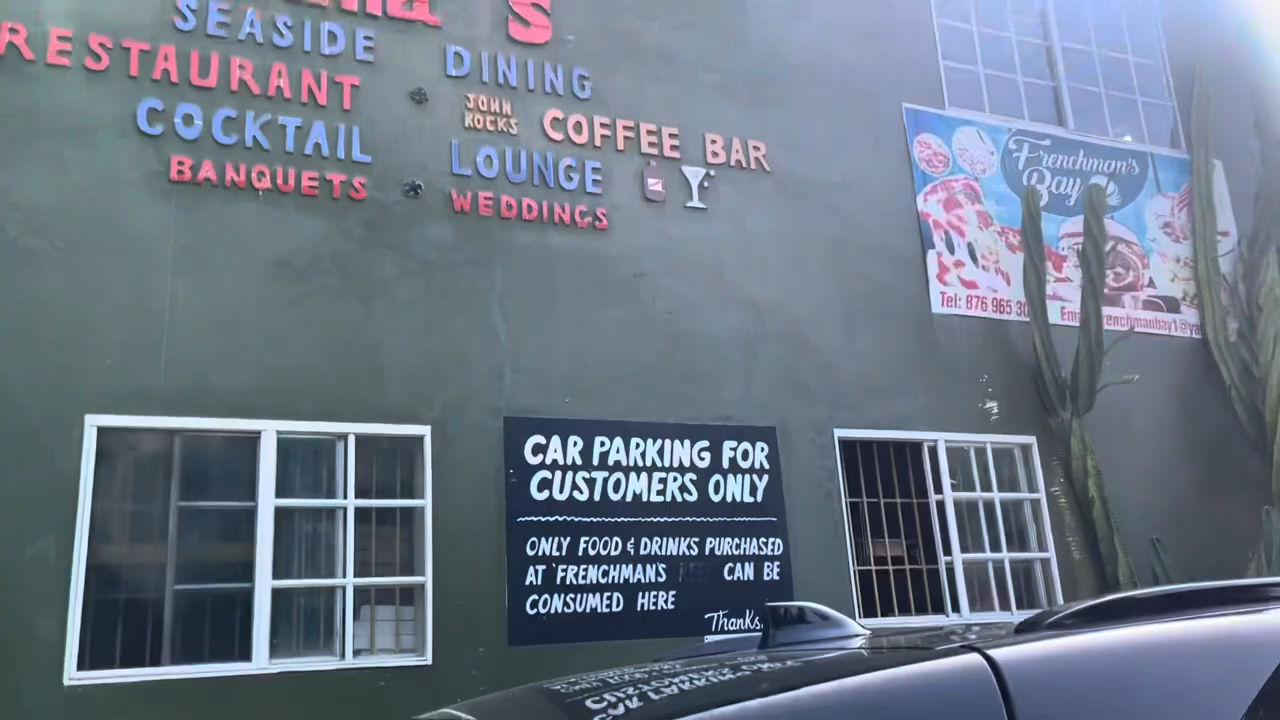 SEASIDE DINING
RESTAURANT
JOHN
ROCKS
COFFEE BAR
COCKTAIL LOUNGE
BANQUETS WEDDINGS
Frenchman's
Bay
Tel: 876 965 30
CAR PARKING FOR
CUSTOMERS ONLY
ONLY FOOD & DRINKS PURCHASED
AT 'FRENCHMAN'S CAN BE
CONSUMED HERE
Thanks.